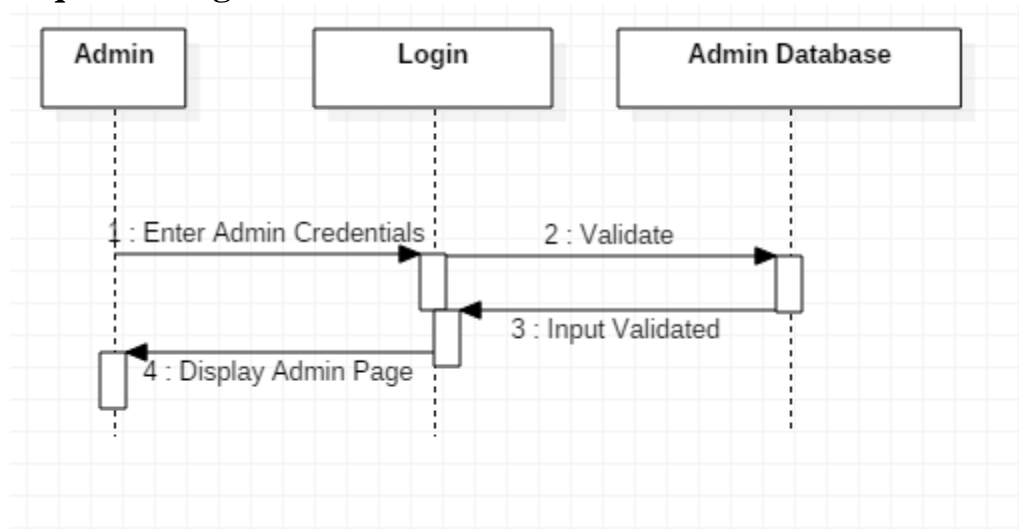 Admin
Login
Admin Database
1 : Enter Admin Credentials
2 : Validate
3 : Input Validated
4 : Display Admin Page